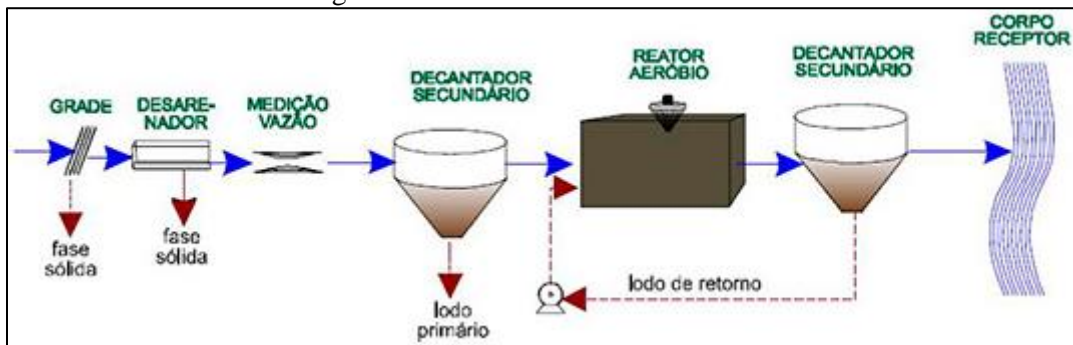 CORPO
RECEPTOR
REATOR
AERÓBIO
DECANTADOR
SECUNDÁRIO
DECANTADOR
SECUNDÁRIO
GRADE
DESARE-
NADOR
MEDIÇÃO
VAZÃO
fase
sólida
fase
sólida
lodo
primário
lodo de retorno